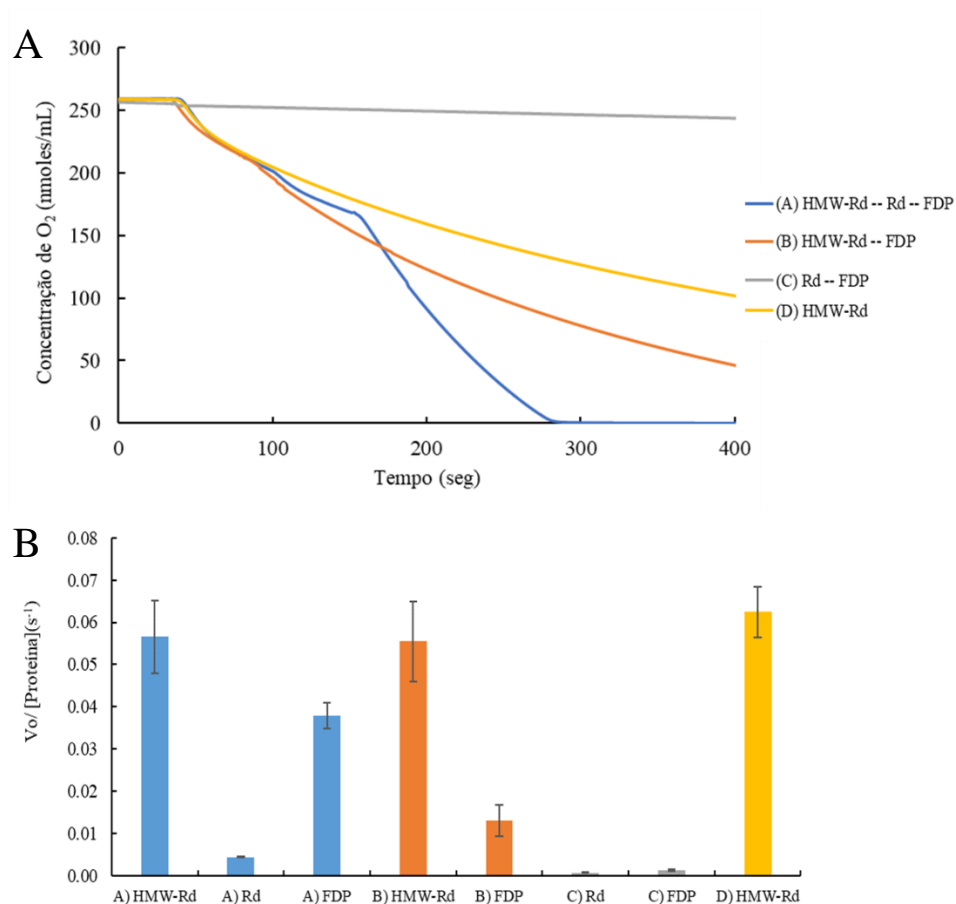 A
300
250
200
150
100
50
0
Concentração de O2 (nmoles/mL)
0 100 200 300 400
Tempo (seg)
(A) HMW-Rd -- Rd -- FDP
(B) HMW-Rd -- FDP
(C) Rd -- FDP
(D) HMW-Rd
B
0.08
0.07
0.06
0.05
0.04
0.03
0.02
0.01
0.00
Vo/ [Proteína](s⁻¹)
A) HMW-Rd A) Rd A) FDP B) HMW-Rd B) FDP C) Rd C) FDP D) HMW-Rd